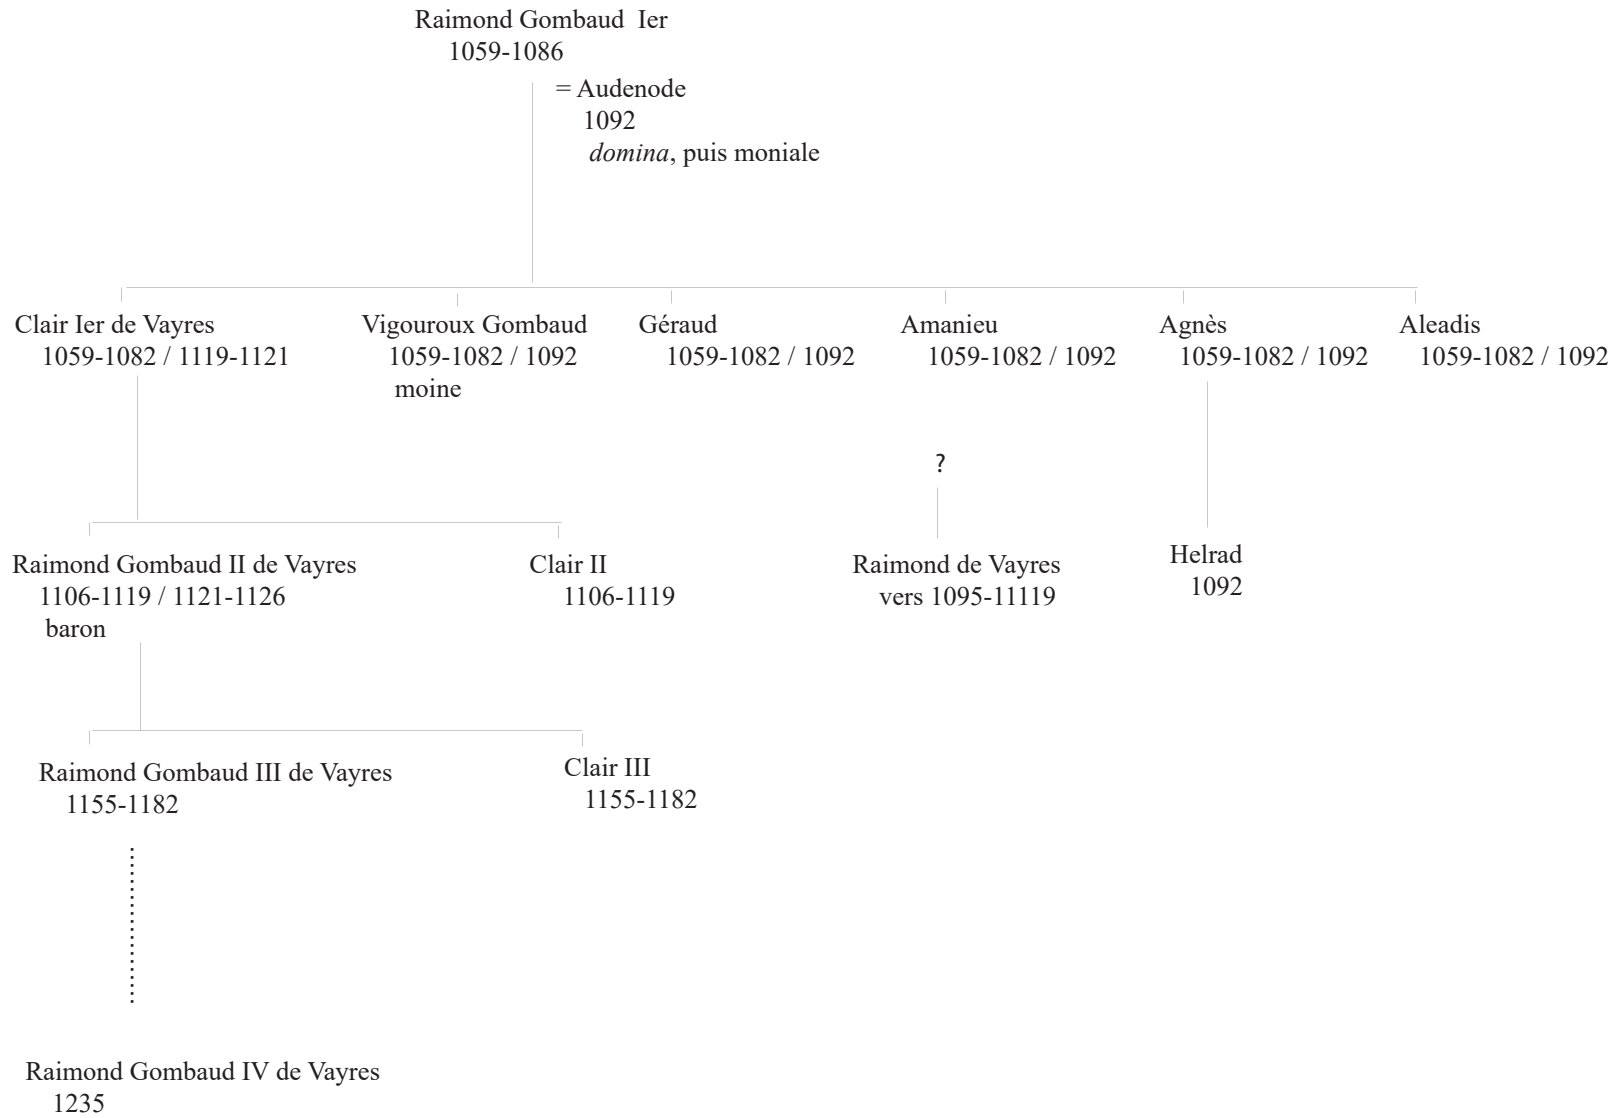 Raimond Gombaud Ier
1059-1086
= Audenode
1092
domina, puis moniale
Clair Ier de Vayres
1059-1082 / 1119-1121
Vigouroux Gombaud
1059-1082 / 1092
moine
Géraud
1059-1082 / 1092
Amanieu
1059-1082 / 1092
Agnès
1059-1082 / 1092
Aleadis
1059-1082 / 1092
?
Raimond Gombaud II de Vayres
1106-1119 / 1121-1126
baron
Clair II
1106-1119
Raimond de Vayres
vers 1095-11119
Helrad
1092
Raimond Gombaud III de Vayres
1155-1182
Clair III
1155-1182
Raimond Gombaud IV de Vayres
1235